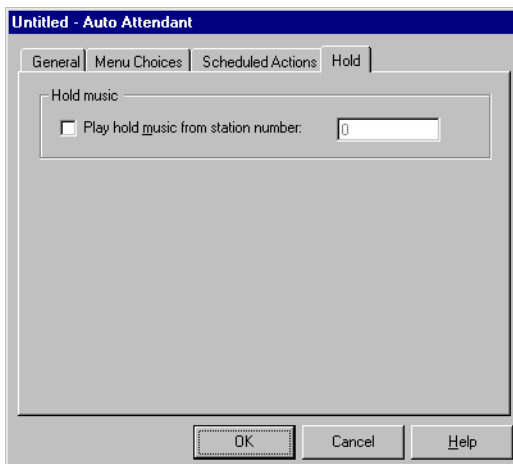 Untitled - Auto Attendant
General Menu Choices Scheduled Actions Hold
Hold music
Play hold music from station number: 0
OK Cancel Help